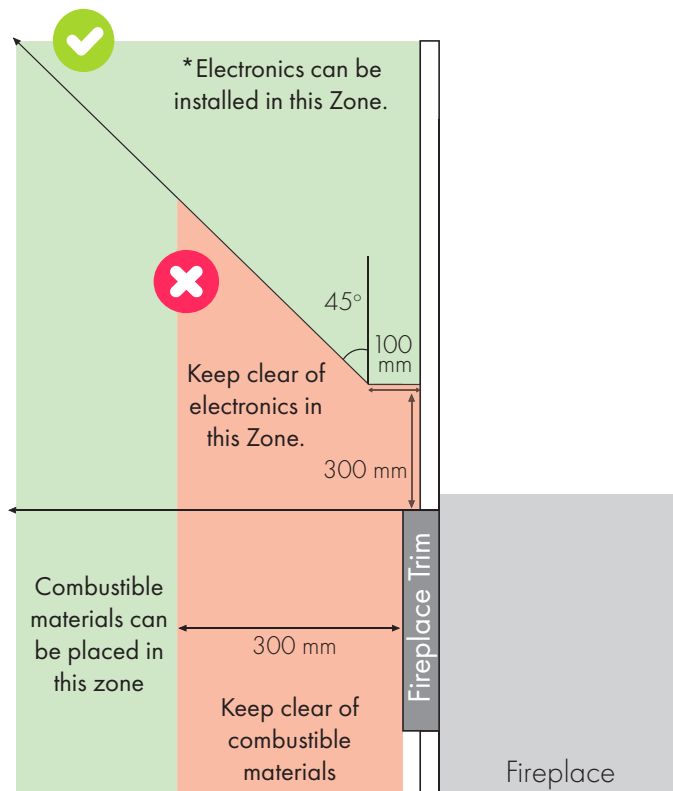 *Electronics can be
installed in this Zone.
45°
100
mm
Keep clear of
electronics in
this Zone.
300 mm
Combustible
materials can
be placed in
this zone
300 mm
Fireplace Trim
Keep clear of
combustible
materials
Fireplace